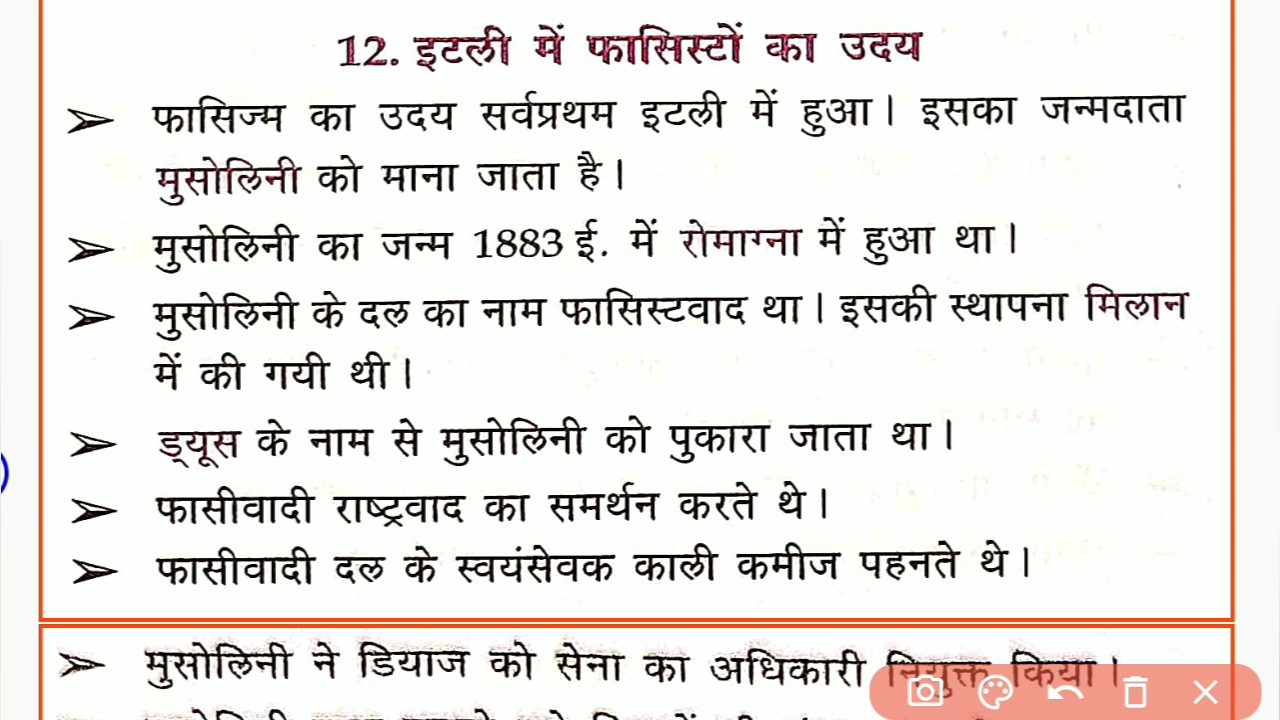 12. इटली में फासिस्टों का उदय
➢ फासिज्म का उदय सर्वप्रथम इटली में हुआ। इसका जन्मदाता
मुसोलिनी को माना जाता है।
➢ मुसोलिनी का जन्म 1883 ई. में रोमाग्ना में हुआ था।
➢ मुसोलिनी के दल का नाम फासिस्टवाद था। इसकी स्थापना मिलान
में की गयी थी।
➢ ड्यूस के नाम से मुसोलिनी को पुकारा जाता था।
➢ फासीवादी राष्ट्रवाद का समर्थन करते थे।
➢ फासीवादी दल के स्वयंसेवक काली कमीज पहनते थे।
➢ मुसोलिनी ने डियाज को सेना का अधिकारी नियुक्त किया।